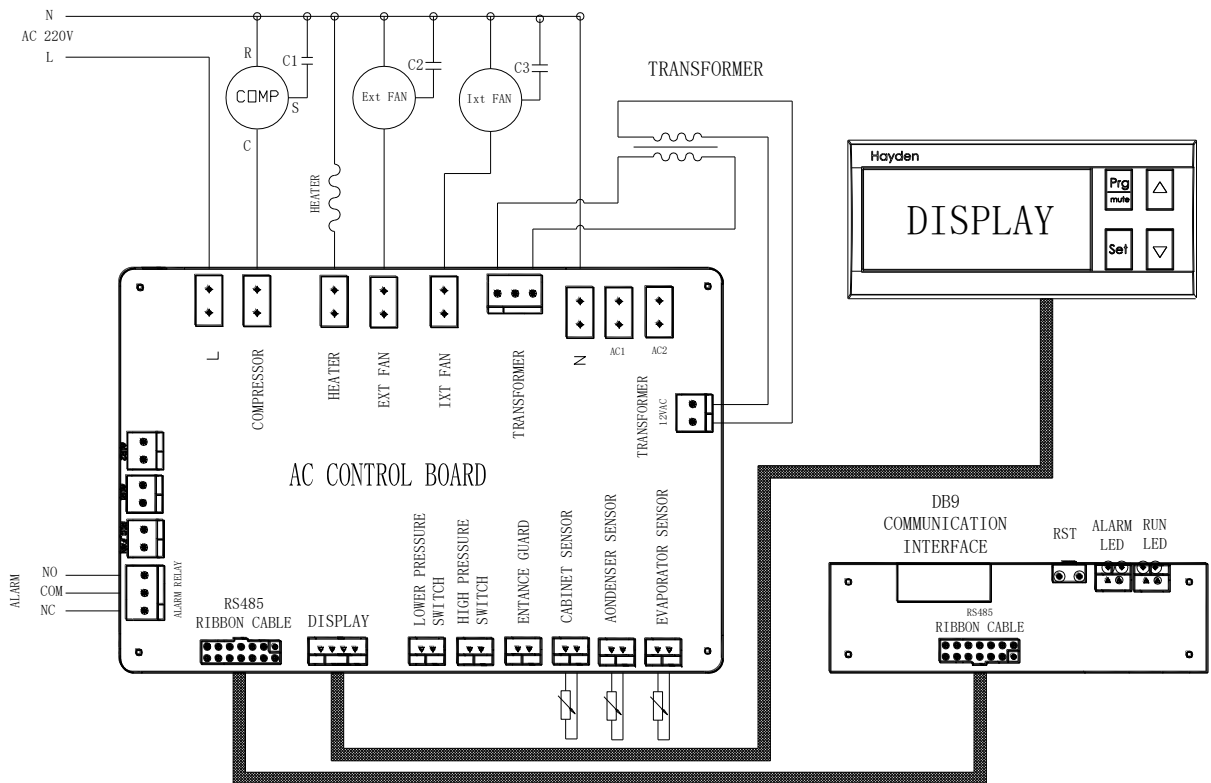 N
AC 220V
L
R
C1
COMP
S
C
C2
Ext FAN
C3
Ixt FAN
HEATER
TRANSFORMER
Hayden
DISPLAY
Prg
mute
Set
L
COMPRESSOR
HEATER
EXT FAN
IXT FAN
TRANSFORMER
N
AC1
AC2
TRANSFORMER
12VAC
AC CONTROL BOARD
ALARM
NO
COM
NC
ALARM RELAY
RS485
RIBBON CABLE
DISPLAY
LOWER PRESSURE
SWITCH
HIGH PRESSURE
SWITCH
ENTANCE GUARD
CABINET SENSOR
AONDENSER SENSOR
EVAPORATOR SENSOR
DB9
COMMUNICATION
INTERFACE
RST
ALARM
LED
RUN
LED
RS485
RIBBON CABLE